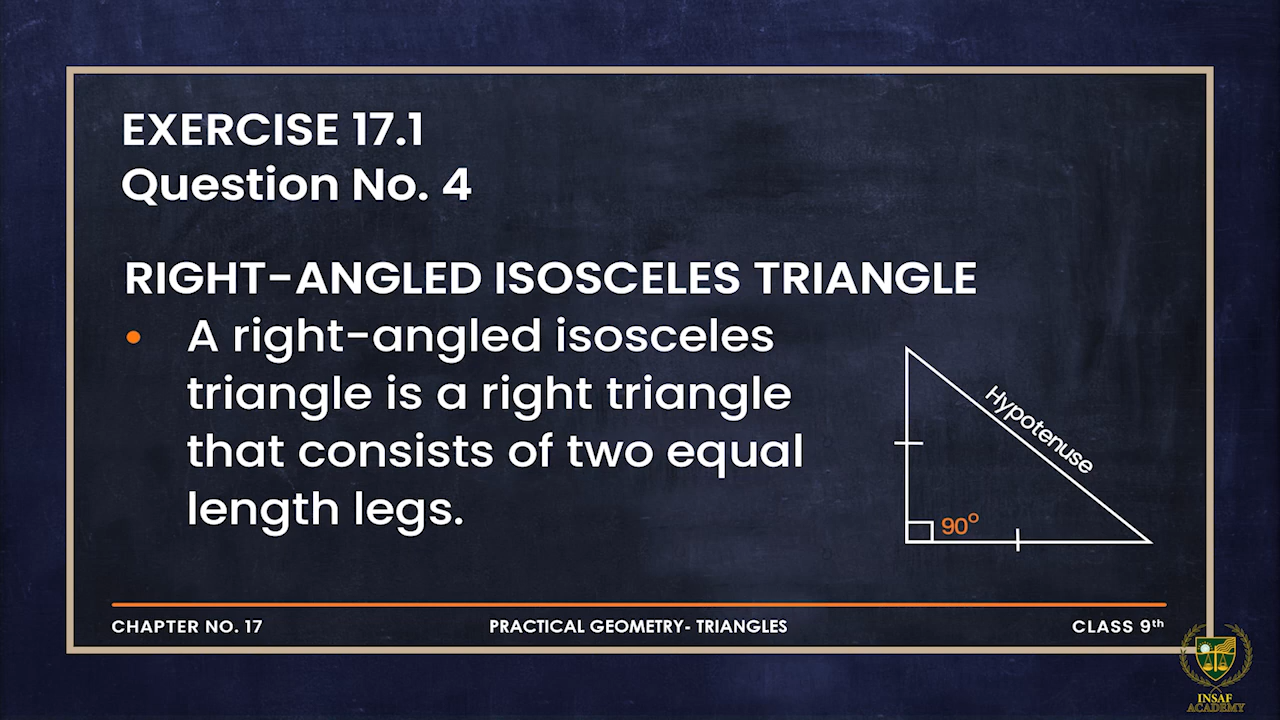 EXERCISE 17.1
Question No. 4
RIGHT-ANGLED ISOSCELES TRIANGLE
• A right-angled isosceles
triangle is a right triangle
that consists of two equal
length legs.
Hypotenuse
90°
CHAPTER NO. 17
PRACTICAL GEOMETRY- TRIANGLES
CLASS 9th
INSAF
ACADEMY